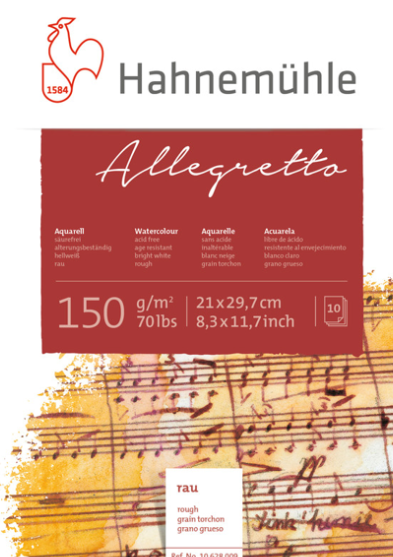 1584
Hahnemühle
Allegretto
Aquarell
säurefrei
alterungsbeständig
hellweiß
rau
Watercolour
acid free
age resistant
bright white
rough
Aquarelle
sans acide
inaltérable
blanc neige
grain torchon
Acuarela
libre de ácido
resistente al envejecimiento
blanco claro
grano grueso
150
g/m²
70lbs
21x29,7cm
8,3x11,7inch
10
rau
rough
grain torchon
grano grueso